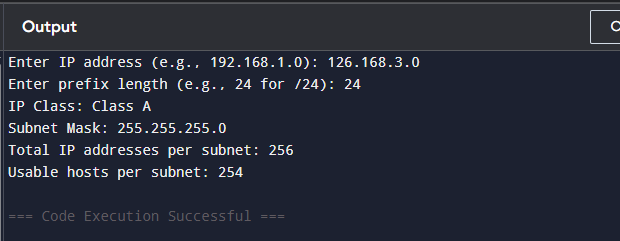 Output
Enter IP address (e.g., 192.168.1.0): 126.168.3.0
Enter prefix length (e.g., 24 for /24): 24
IP Class: Class A
Subnet Mask: 255.255.255.0
Total IP addresses per subnet: 256
Usable hosts per subnet: 254
=== Code Execution Successful ===